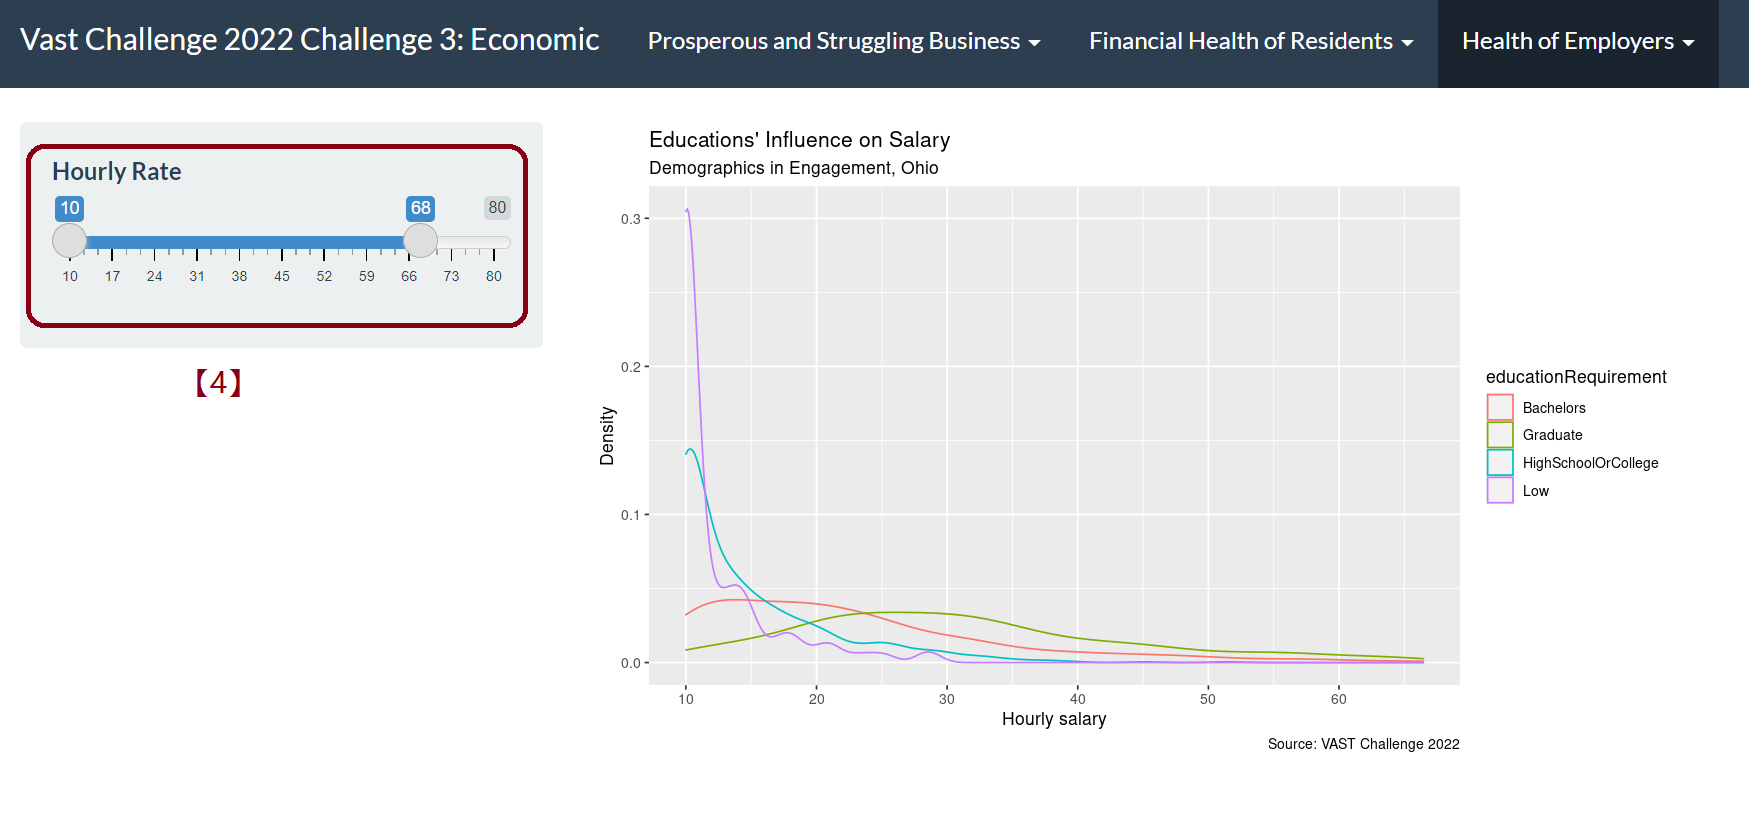 Vast Challenge 2022 Challenge 3: Economic Prosperous and Struggling Business Financial Health of Residents Health of Employers
Hourly Rate
10 68 80
10 17 24 31 38 45 52 59 66 73 80
【4】
Educations' Influence on Salary
Demographics in Engagement, Ohio
0.3
0.2
0.1
0.0
Density
10 20 30 40 50 60
Hourly salary
Source: VAST Challenge 2022
educationRequirement
Bachelors
Graduate
HighSchoolOrCollege
Low